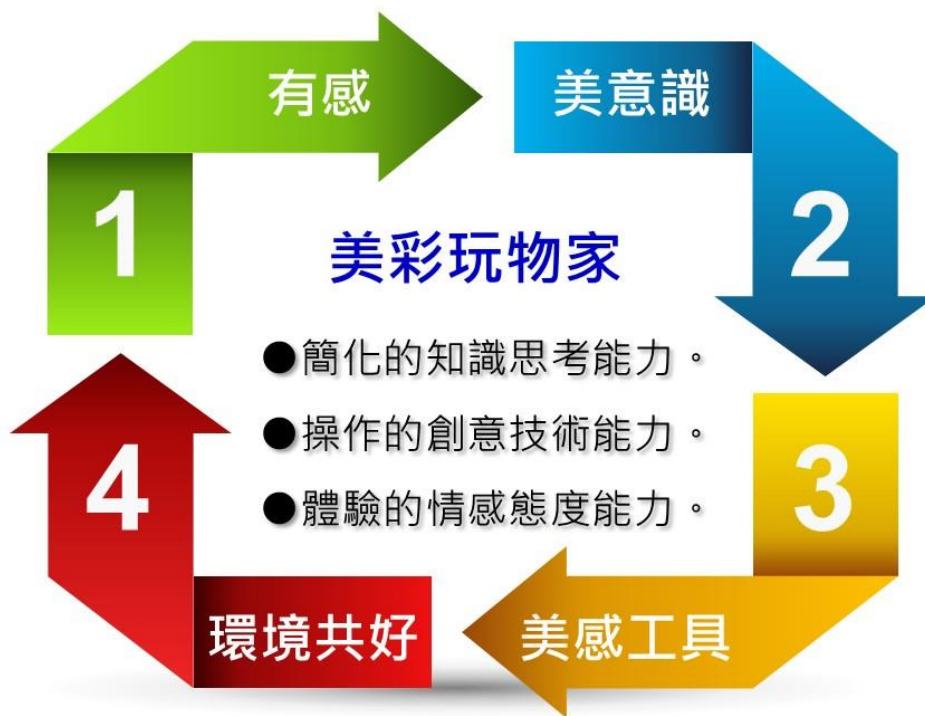 1
有感
美意識
2
美彩玩物家
●簡化的知識思考能力。
●操作的創意技術能力。
●體驗的情感態度能力。
3
美感工具
環境共好
4